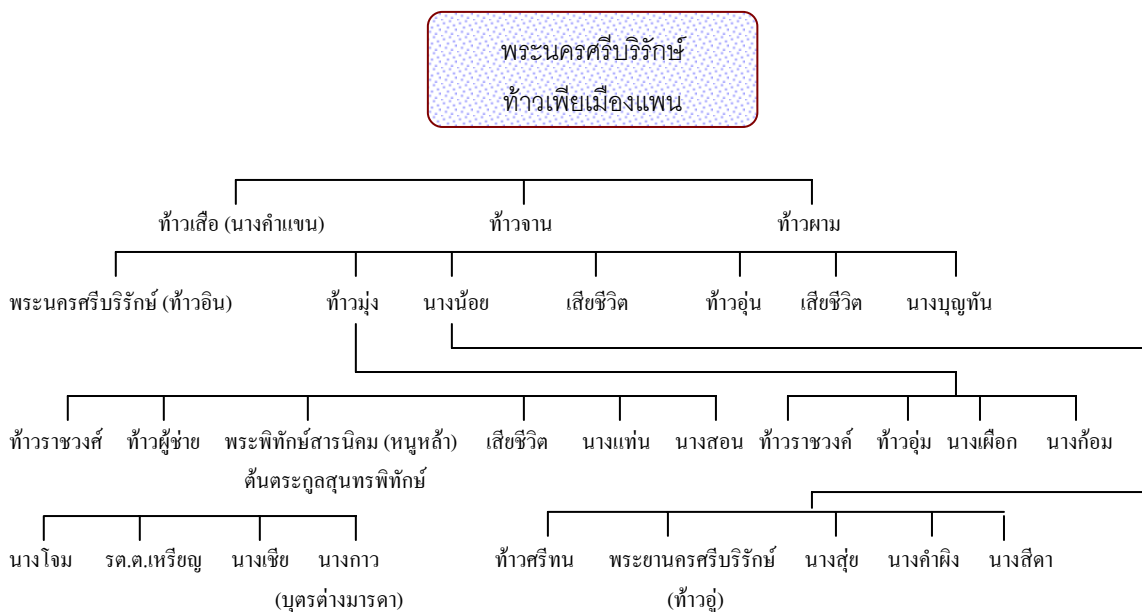 พระนครศรีบริรักษ์
ท้าวเพียเมืองแพน
ท้าวเสือ (นางคำแขน) ท้าวจาน ท้าวผาม
พระนครศรีบริรักษ์ (ท้าวอิน) ท้าวมุ่ง นางน้อย เสียชีวิต ท้าวอุ่น เสียชีวิต นางบุญทัน
ท้าวราชวงศ์ ท้าวผู้ช่าย พระพิทักษ์สารนิคม (หนูหล้า) เสียชีวิต นางแท่น นางสอน ท้าวราชวงค์ ท้าวอุ่ม นางเผือก นางก้อม
ต้นตระกูลสุนทรพิทักษ์
นางโจม รต.ต.เหรียญ นางเชีย นางกาว ท้าวศรีทน พระยานครศรีบริรักษ์ นางสุ่ย นางคำผิง นางสีดา
(บุตรต่างมารดา) (ท้าวอู่)